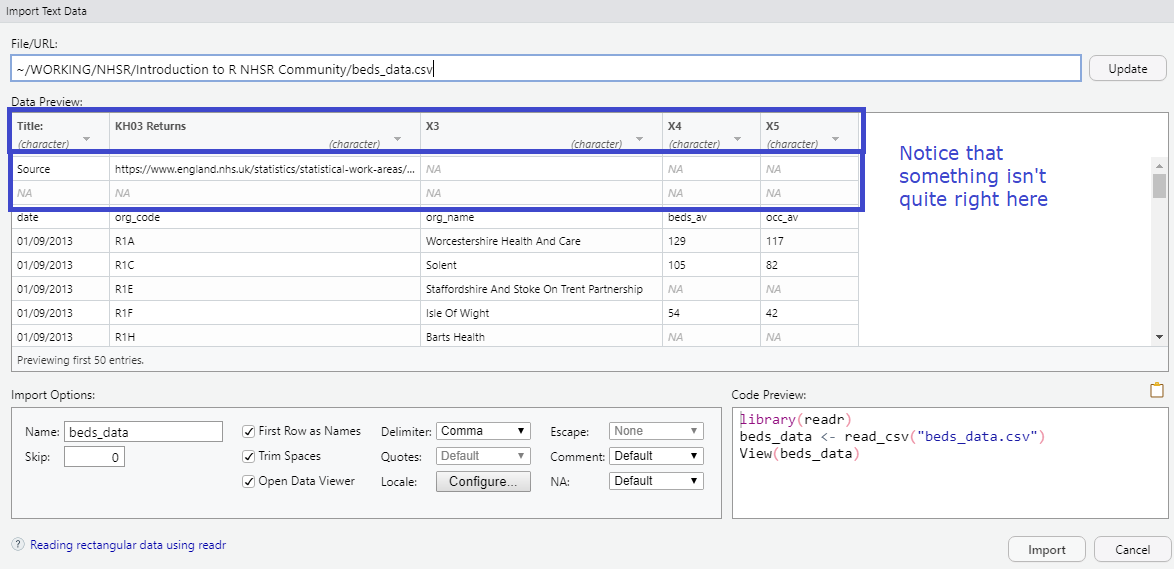 Import Text Data
File/URL:
~/WORKING/NHSR/Introduction to R NHSR Community/beds_data.csv
Update
Data Preview:
Title: KH03 Returns X3 X4 X5
(character) (character) (character) (character) (character)
Source https://www.england.nhs.uk/statistics/statistical-work-areas/... NA NA NA
NA NA NA NA NA
date org_code org_name beds_av occ_av
01/09/2013 R1A Worcestershire Health And Care 129 117
01/09/2013 R1C Solent 105 82
01/09/2013 R1E Staffordshire And Stoke On Trent Partnership NA NA
01/09/2013 R1F Isle Of Wight 54 42
01/09/2013 R1H Barts Health NA NA
Notice that
something isn't
quite right here
Previewing first 50 entries.
Import Options:
Name: beds_data
Skip: 0
First Row as Names
Trim Spaces
Open Data Viewer
Delimiter: Comma
Quotes: Default
Locale: Configure...
Escape: None
Comment: Default
NA: Default
Code Preview:
library(readr)
beds_data <- read_csv("beds_data.csv")
View(beds_data)
? Reading rectangular data using readr
Import
Cancel